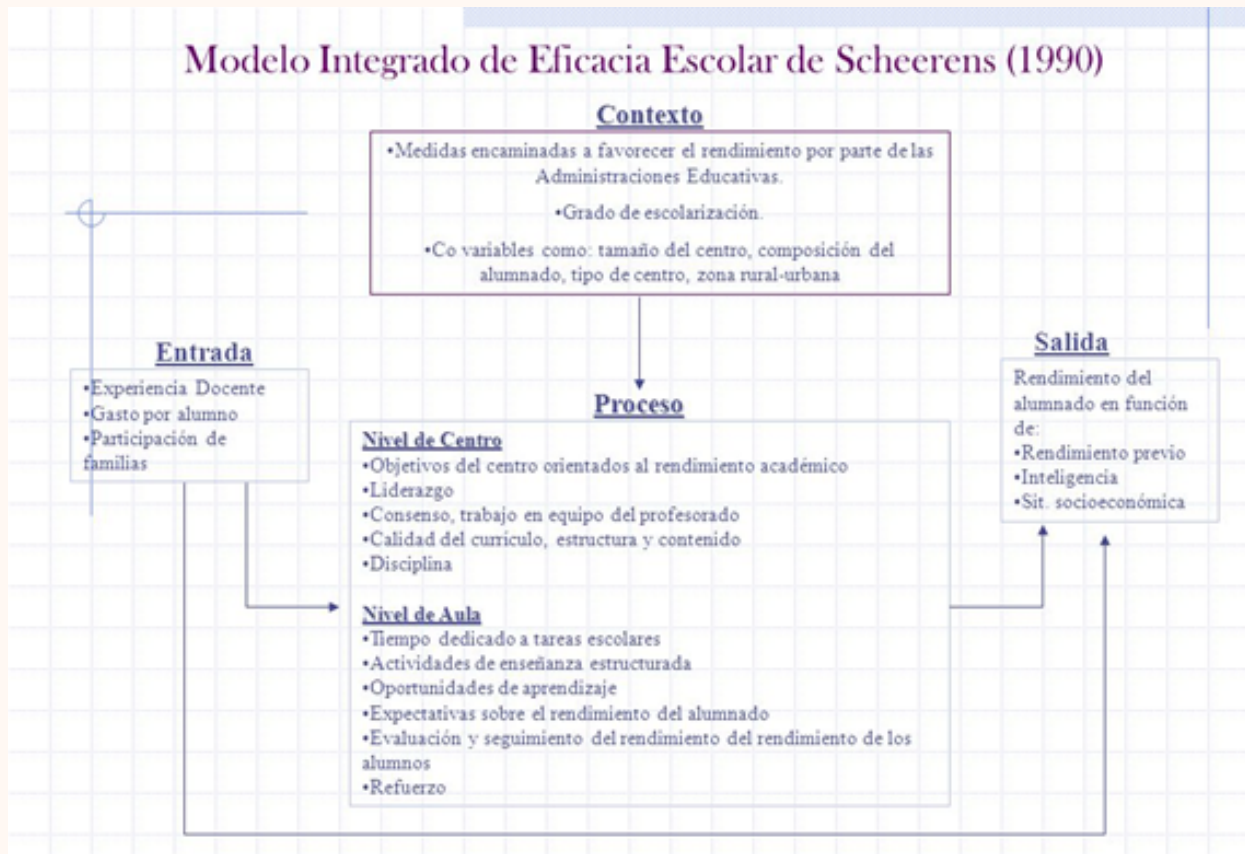 Modelo Integrado de Eficacia Escolar de Scheerens (1990)
Contexto
•Medidas encaminadas a favorecer el rendimiento por parte de las
Administraciones Educativas.
•Grado de escolarización.
•Co variables como: tamaño del centro, composición del
alumnado, tipo de centro, zona rural-urbana
Entrada
•Experiencia Docente
•Gasto por alumno
•Participación de
familias
Proceso
Nivel de Centro
•Objetivos del centro orientados al rendimiento académico
•Liderazgo
•Consenso, trabajo en equipo del profesorado
•Calidad del currículo, estructura y contenido
•Disciplina
Nivel de Aula
•Tiempo dedicado a tareas escolares
•Actividades de enseñanza estructurada
•Oportunidades de aprendizaje
•Expectativas sobre el rendimiento del alumnado
•Evaluación y seguimiento del rendimiento del rendimiento de los
alumnos
•Refuerzo
Salida
Rendimiento del
alumnado en función
de:
•Rendimiento previo
•Inteligencia
•Sit. socioeconómica